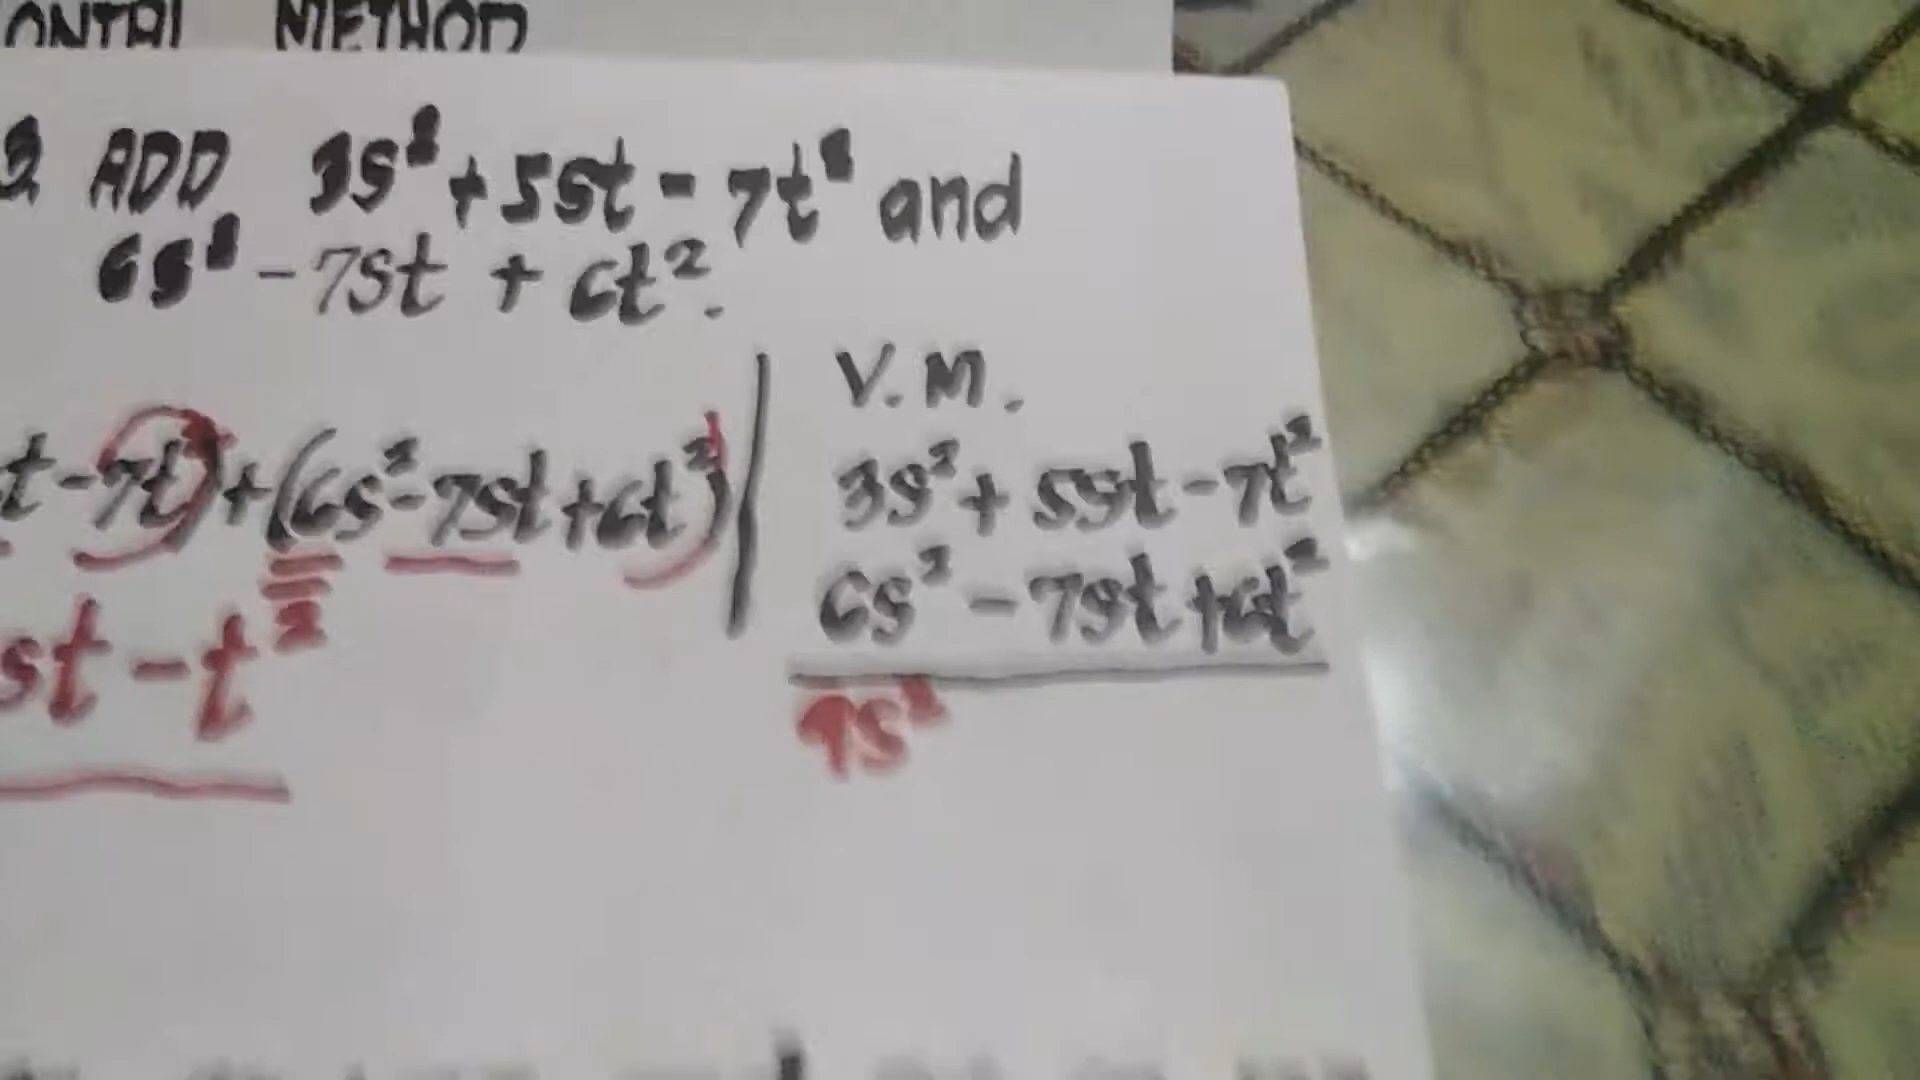 METHOD
2 ADD 3s² + 5st - 7t² and
6s² - 7st + 6t².
t - 7t²) + (6s² - 7st + 6t²)
st - t²
V. M.
3s² + 5st - 7t²
6s² - 7st + 6t²
9s²